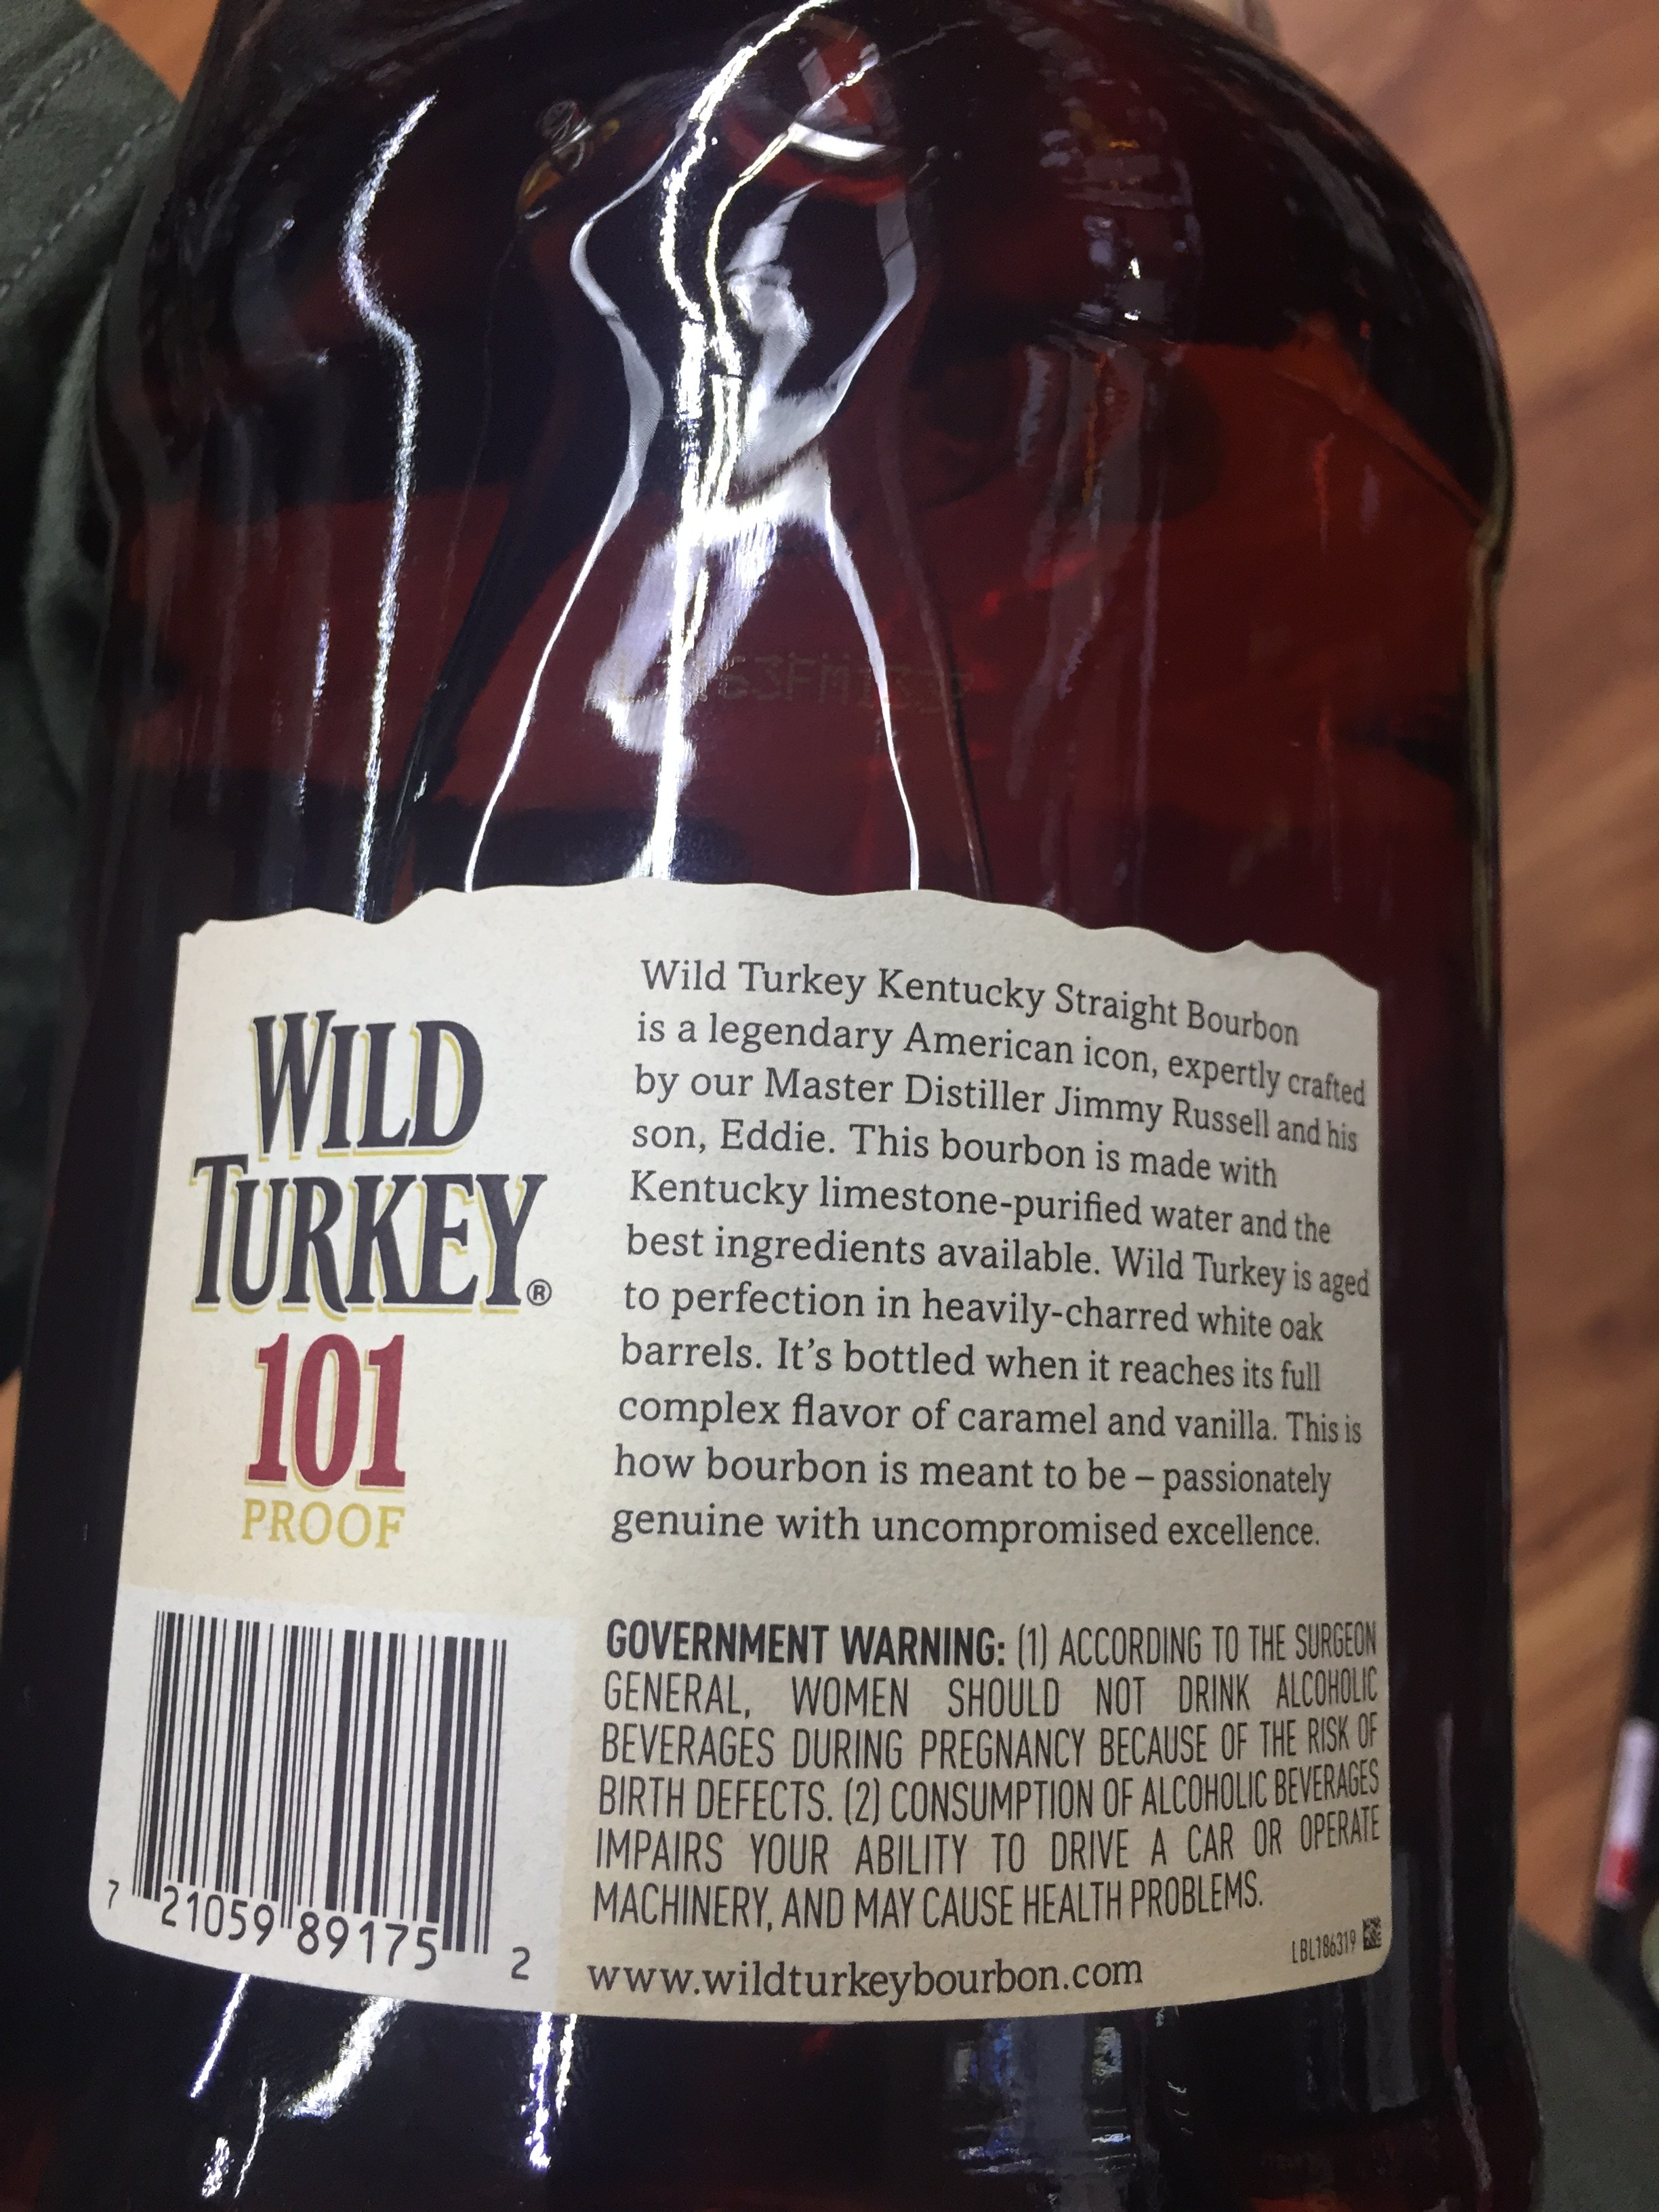 WILD
TURKEY®
101
PROOF
Wild Turkey Kentucky Straight Bourbon
is a legendary American icon, expertly crafted
by our Master Distiller Jimmy Russell and his
son, Eddie. This bourbon is made with
Kentucky limestone-purified water and the
best ingredients available. Wild Turkey is aged
to perfection in heavily-charred white oak
barrels. It's bottled when it reaches its full
complex flavor of caramel and vanilla. This is
how bourbon is meant to be – passionately
genuine with uncompromised excellence.
GOVERNMENT WARNING: (1) ACCORDING TO THE SURGEON
GENERAL, WOMEN SHOULD NOT DRINK ALCOHOLIC
BEVERAGES DURING PREGNANCY BECAUSE OF THE RISK OF
BIRTH DEFECTS. (2) CONSUMPTION OF ALCOHOLIC BEVERAGES
IMPAIRS YOUR ABILITY TO DRIVE A CAR OR OPERATE
MACHINERY, AND MAY CAUSE HEALTH PROBLEMS.
7 21059 89175 2
www.wildturkeybourbon.com
LBL186319